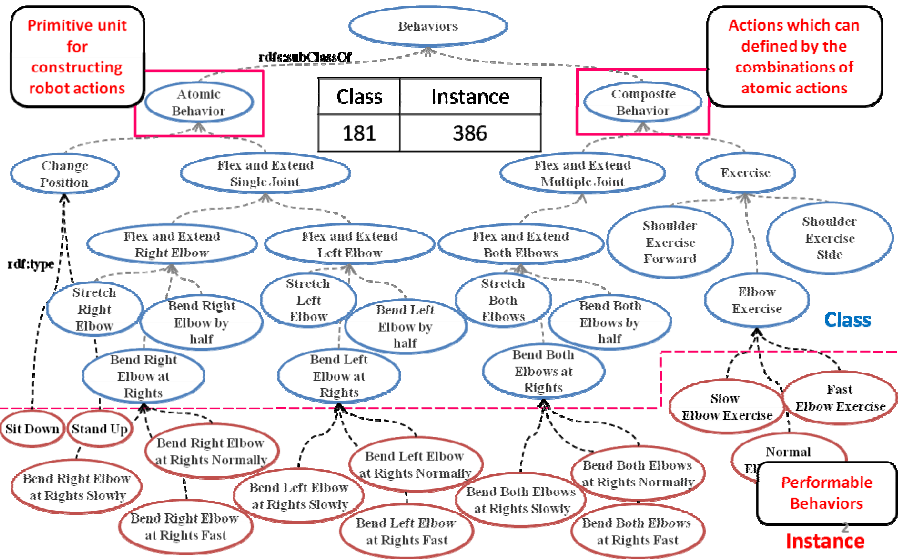 Primitive unit
for
constructing
robot actions
Behaviors
rdfs:subClassOf
Actions which can
defined by the
combinations of
atomic actions
Atomic
Behavior
Class
Instance
181
386
Composite
Behavior
Change
Position
Flex and Extend
Single Joint
Flex and Extend
Multiple Joint
Exercise
Flex and Extend
Right Elbow
Flex and Extend
Left Elbow
Flex and Extend
Both Elbows
Shoulder
Exercise
Forward
Shoulder
Exercise
Side
rdf:type
Stretch
Right
Elbow
Bend Right
Elbow by
half
Stretch
Left
Elbow
Bend Left
Elbow by
half
Stretch
Both
Elbows
Bend Both
Elbows by
half
Elbow
Exercise
Class
Bend Right
Elbow at
Rights
Bend Left
Elbow at
Rights
Bend Both
Elbows at
Rights
Slow
Elbow Exercise
Fast
Elbow Exercise
Sit Down
Stand Up
Bend Right Elbow
at Rights Normally
Bend Left Elbow
at Rights Normally
Bend Both Elbows
at Rights Normally
Normal
Bend Right Elbow
at Rights Slowly
Bend Left Elbow
at Rights Slowly
Bend Both Elbows
at Rights Slowly
Performable
Behaviors
Bend Right Elbow
at Rights Fast
Bend Left Elbow
at Rights Fast
Bend Both Elbows
at Rights Fast
2
Instance